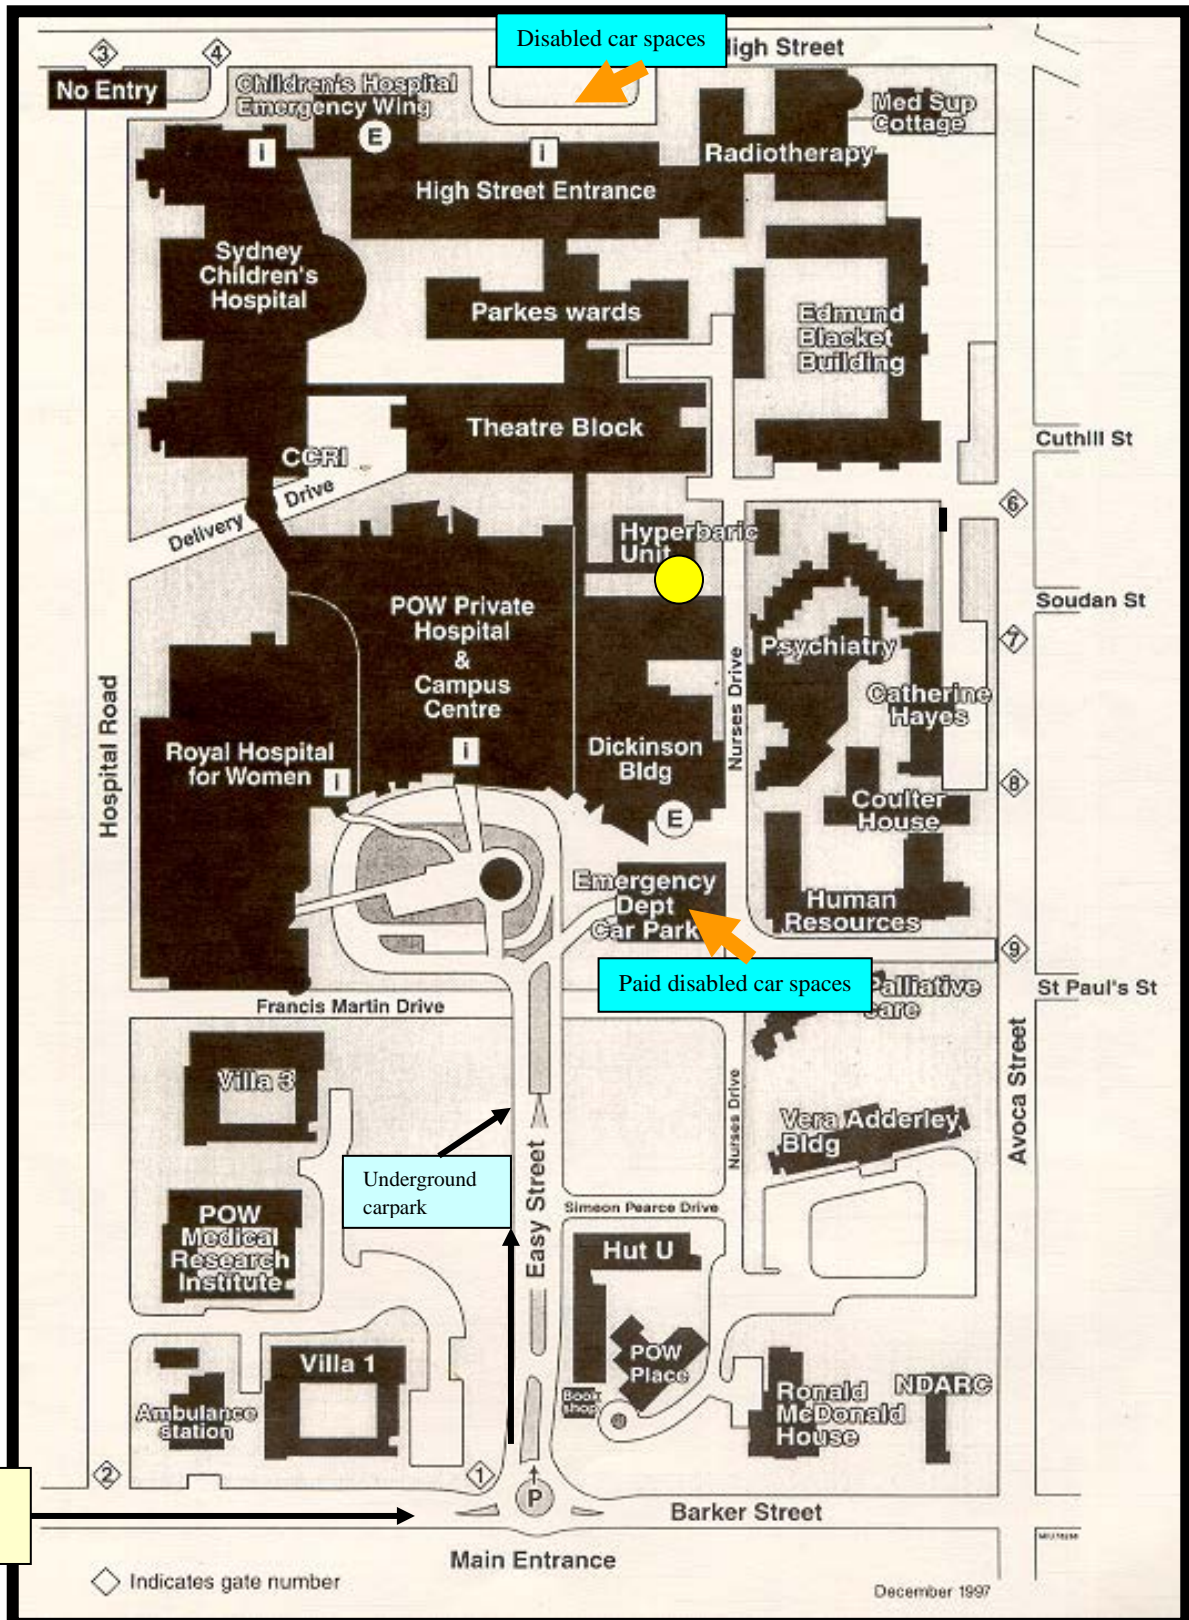 Disabled car spaces
High Street
3
4
No Entry
Children's Hospital
Emergency Wing
E
i
i
Med Sup
Cottage
Radiotherapy
High Street Entrance
Sydney
Children's
Hospital
Parkes wards
Edmund
Blacket
Building
Theatre Block
Cuthill St
CCRI
Delivery Drive
6
Hyperbaric
Unit
Soudan St
POW Private
Hospital
&
Campus
Centre
7
Psychiatry
Nurses Drive
Catherine
Hayes
Hospital Road
Royal Hospital
for Women
i
i
Dickinson
Bldg
8
Coulter
House
E
Emergency
Dept
Car Park
Human
Resources
9
Paid disabled car spaces
Palliative
care
St Paul's St
Francis Martin Drive
Avoca Street
Villa 3
Nurses Drive
Vera Adderley
Bldg
Underground
carpark
Easy Street
Simeon Pearce Drive
POW
Medical
Research
Institute
Hut U
Villa 1
POW
Place
Book
shop
Ronald
McDonald
House
NDARC
Ambulance
station
2
1
P
Barker Street
Main Entrance
Indicates gate number
December 1997